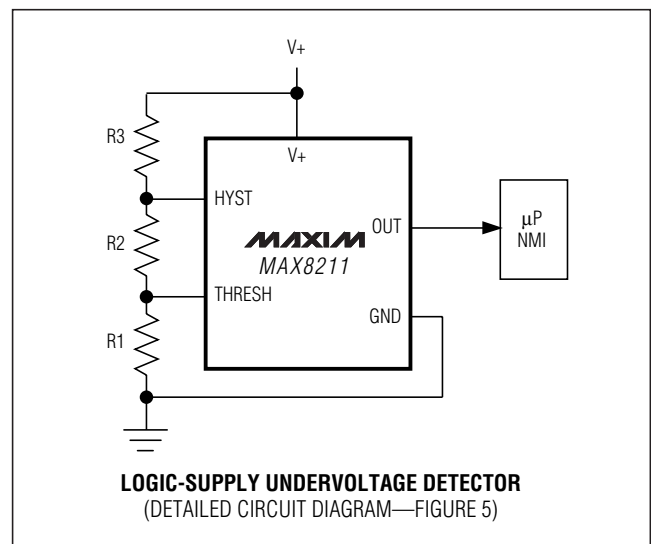 V+
R3
V+
HYST
R2
MAXIM
OUT
μP
NMI
MAX8211
THRESH
GND
R1
LOGIC-SUPPLY UNDERVOLTAGE DETECTOR
(DETAILED CIRCUIT DIAGRAM—FIGURE 5)